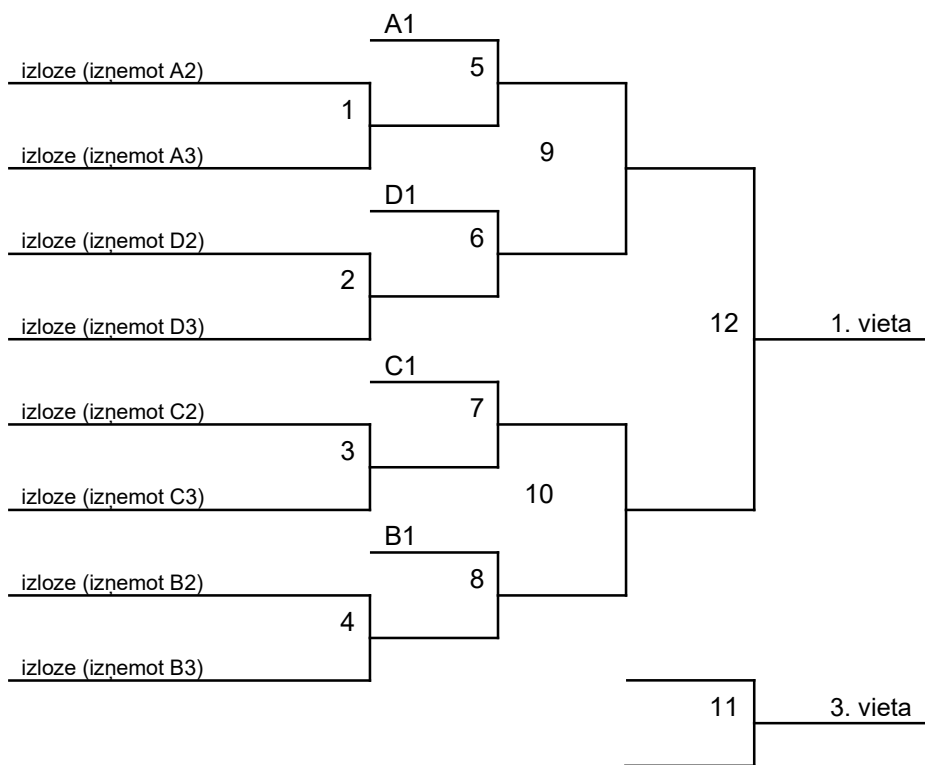 A1
izloze (izņemot A2)
5
1
izloze (izņemot A3)
9
D1
izloze (izņemot D2)
6
2
izloze (izņemot D3)
12
1. vieta
C1
izloze (izņemot C2)
7
3
izloze (izņemot C3)
10
B1
izloze (izņemot B2)
8
4
izloze (izņemot B3)
11
3. vieta